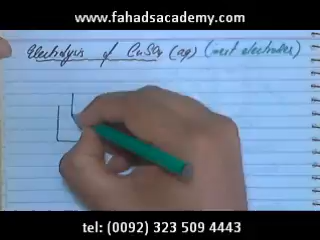 www.fahadsacademy.com
Electrolysis of CuSO4 (aq) (inert electrodes)
tel: (0092) 323 509 4443